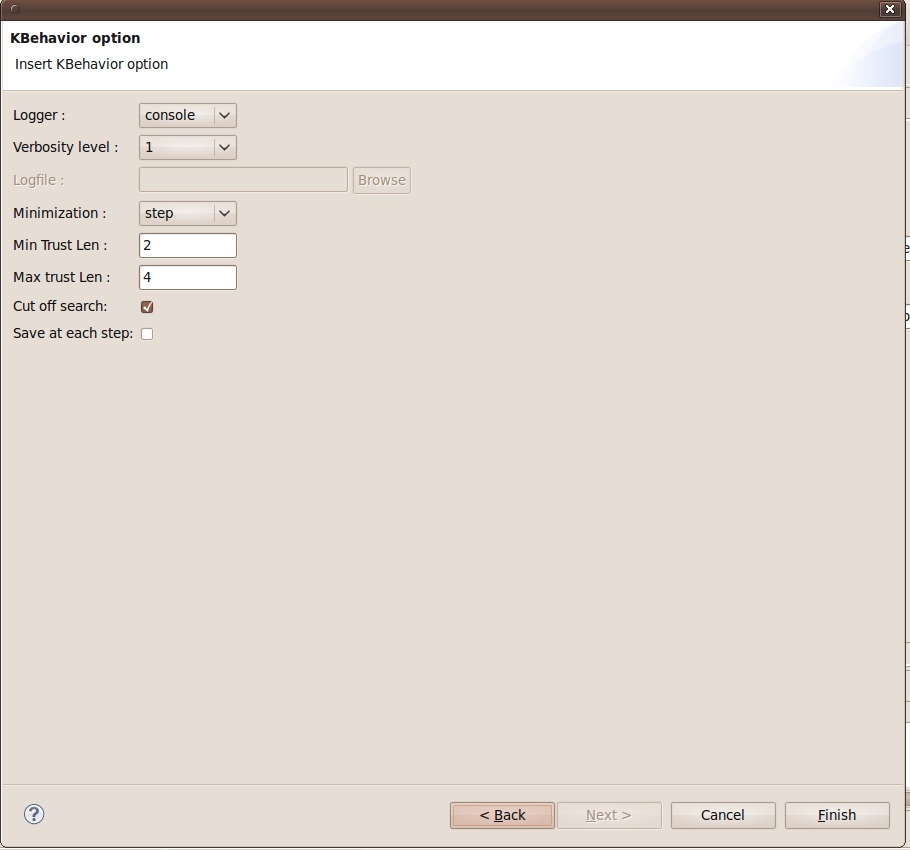 KBehavior option
Insert KBehavior option
Logger : console
Verbosity level : 1
Logfile : Browse
Minimization : step
Min Trust Len : 2
Max trust Len : 4
Cut off search:
Save at each step:
? < Back Next > Cancel Finish